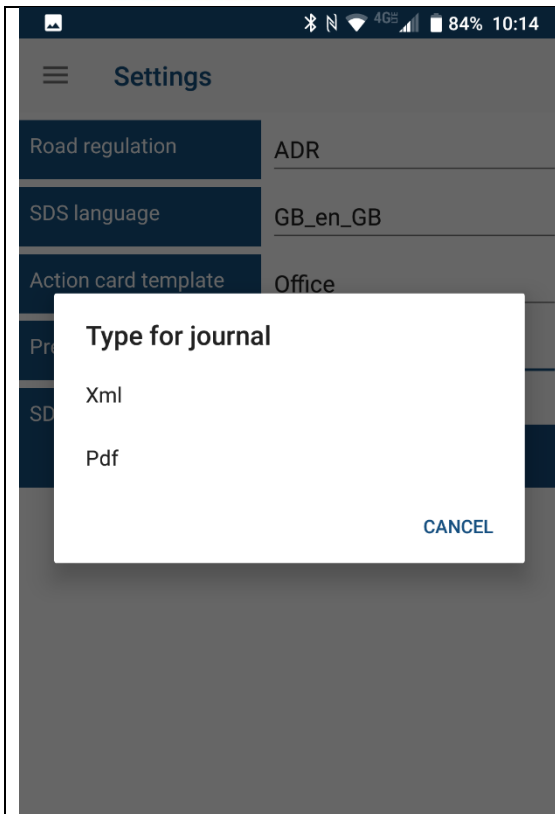 84% 10:14
Settings
Road regulation ADR
SDS language GB_en_GB
Action card template Office
Type for journal
Xml
Pdf
CANCEL